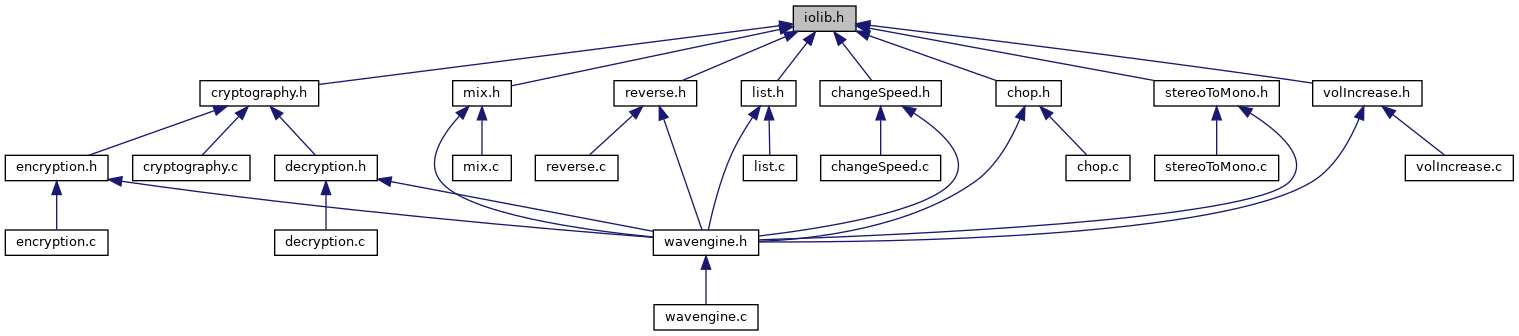 iolib.h
cryptography.h
mix.h
reverse.h
list.h
changeSpeed.h
chop.h
stereoToMono.h
volIncrease.h
encryption.h
cryptography.c
decryption.h
mix.c
reverse.c
list.c
changeSpeed.c
chop.c
stereoToMono.c
volIncrease.c
encryption.c
decryption.c
wavengine.h
wavengine.c